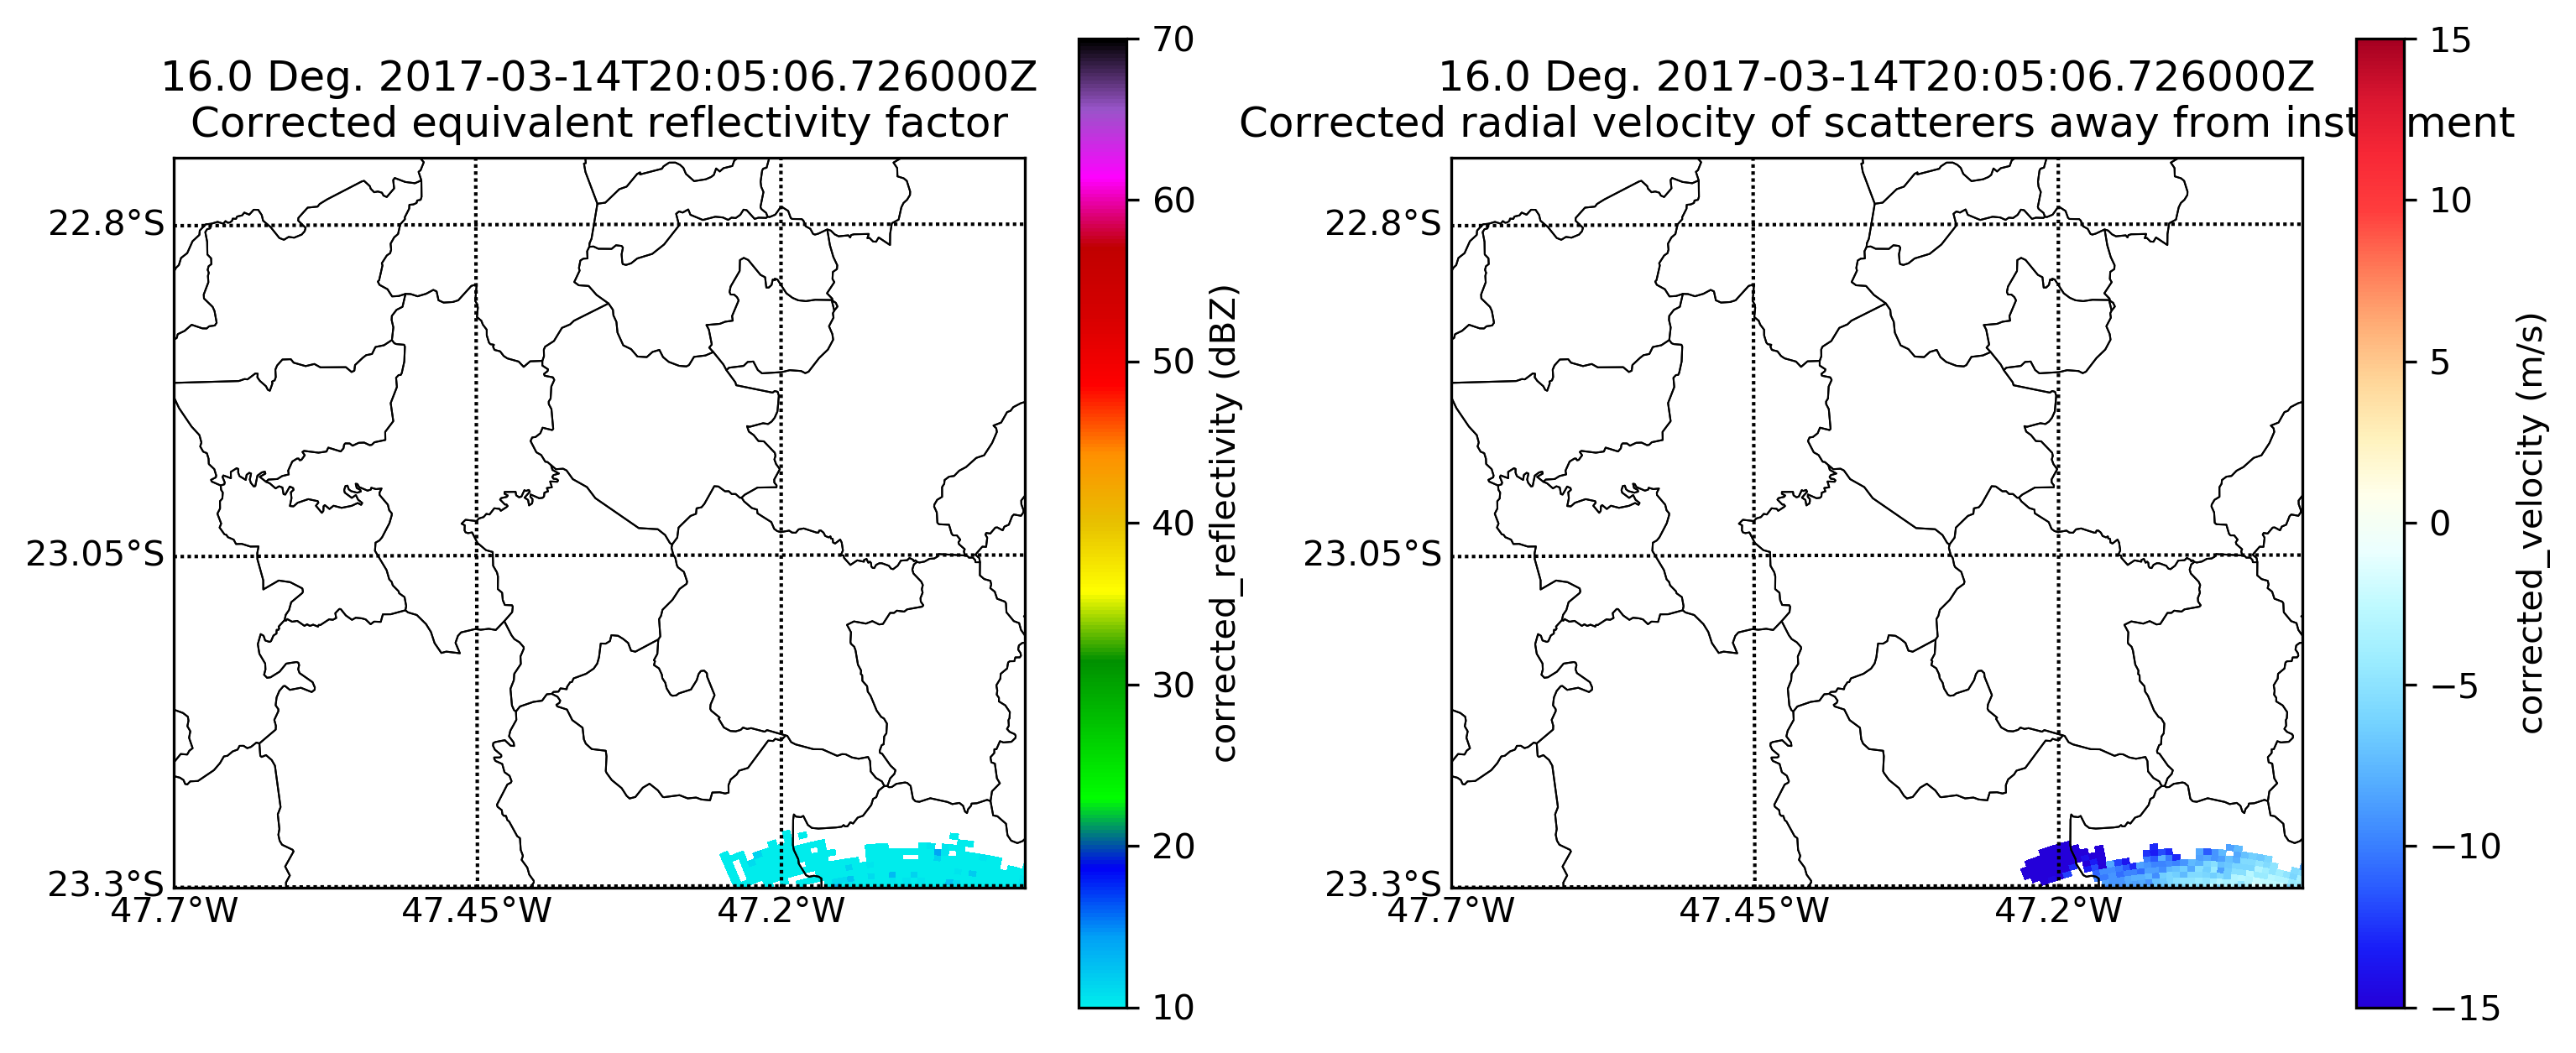 16.0 Deg. 2017-03-14T20:05:06.726000Z
Corrected equivalent reflectivity factor
22.8°S
23.05°S
23.3°S
47.7°W
47.45°W
47.2°W
70
60
50
40
30
20
10
corrected_reflectivity (dBZ)
16.0 Deg. 2017-03-14T20:05:06.726000Z
Corrected radial velocity of scatterers away from inst ment
22.8°S
23.05°S
23.3°S
47.7°W
47.45°W
47.2°W
15
10
5
0
−5
−10
−15
corrected_velocity (m/s)